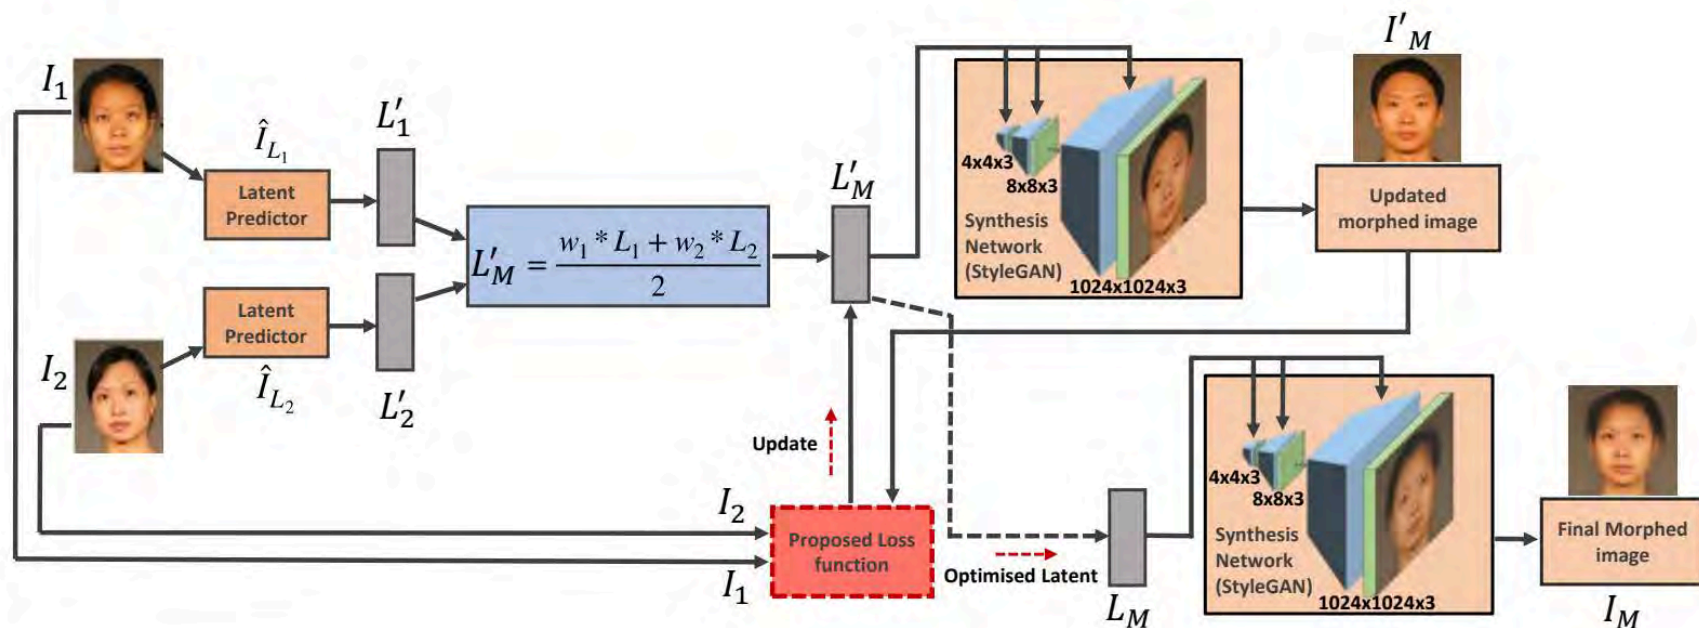 I₁
Î_{L₁}
Latent
Predictor
L′₁
I₂
Latent
Predictor
Î_{L₂}
L′₂
L′_M = \frac{w₁ * L₁ + w₂ * L₂}{2}
L′_M
4x4x3
8x8x3
Synthesis
Network
(StyleGAN)
1024x1024x3
I′_M
Updated
morphed image
Update
I₂
I₁
Proposed Loss
function
Optimised Latent
L_M
4x4x3
8x8x3
Synthesis
Network
(StyleGAN)
1024x1024x3
Final Morphed
image
I_M